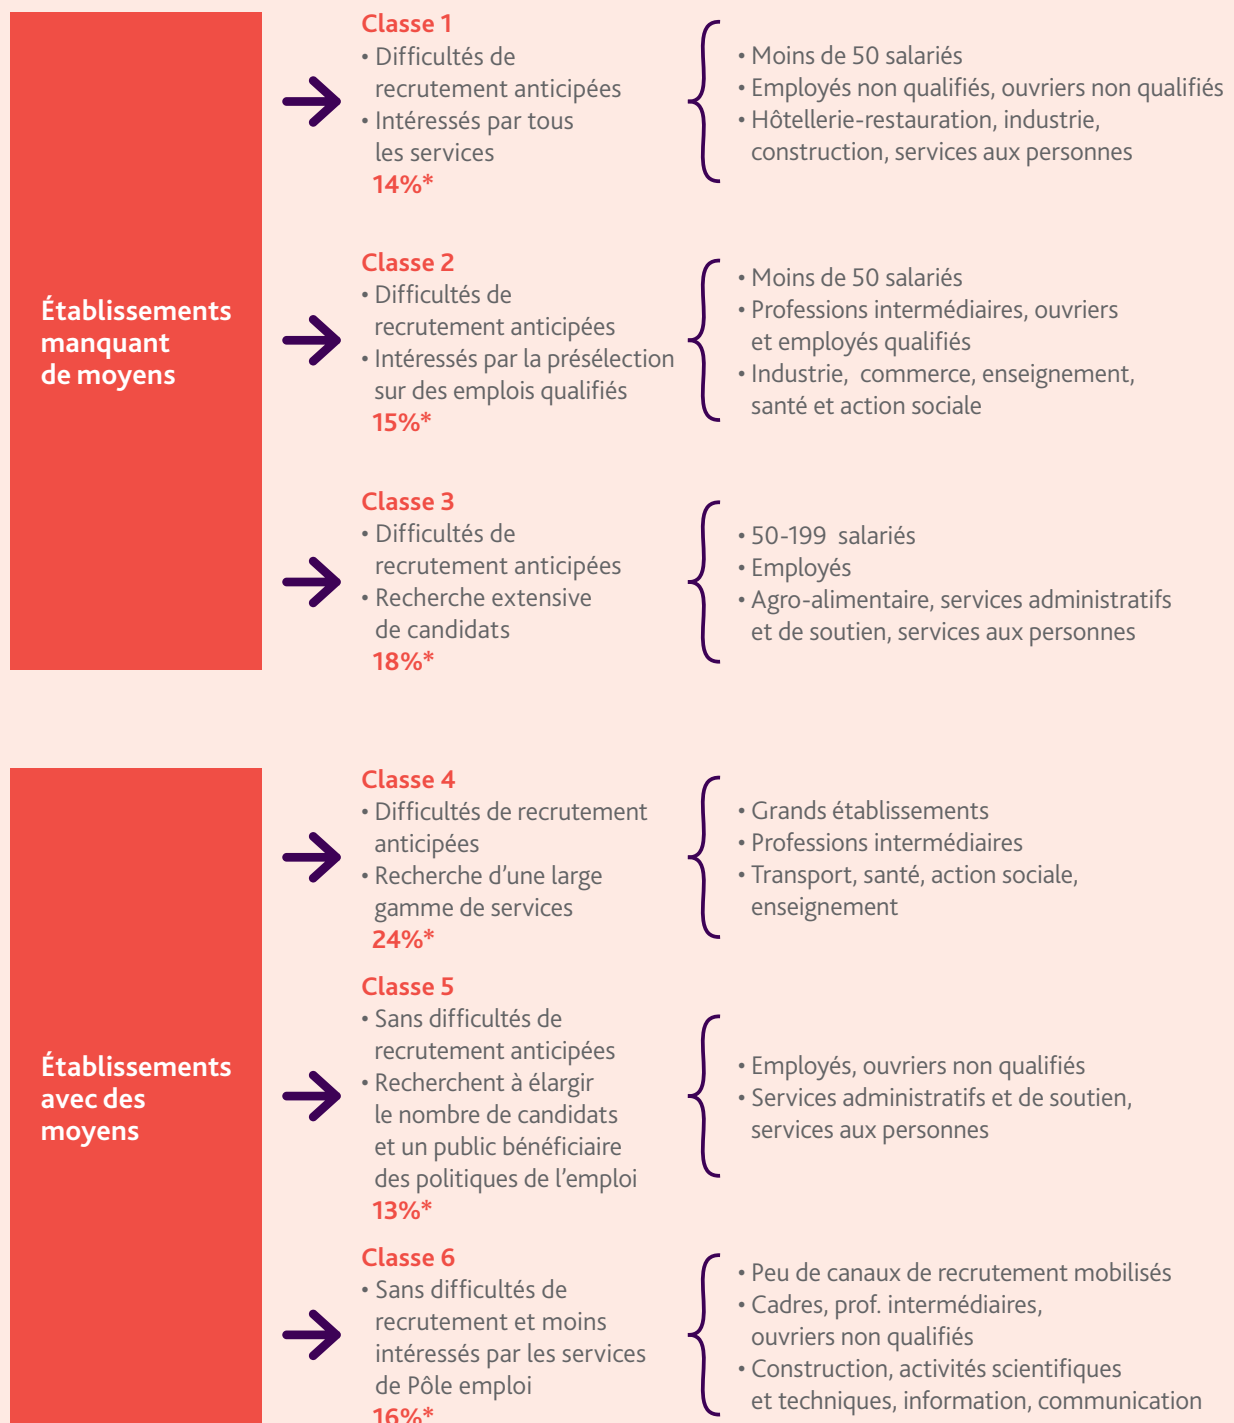 Établissements
manquant
de moyens
Classe 1
• Difficultés de
recrutement anticipées
• Intéressés par tous
les services
14%*
• Moins de 50 salariés
• Employés non qualifiés, ouvriers non qualifiés
• Hôtellerie-restauration, industrie,
construction, services aux personnes
Classe 2
• Difficultés de
recrutement anticipées
• Intéressés par la présélection
sur des emplois qualifiés
15%*
• Moins de 50 salariés
• Professions intermédiaires, ouvriers
et employés qualifiés
• Industrie, commerce, enseignement,
santé et action sociale
Classe 3
• Difficultés de
recrutement anticipées
• Recherche extensive
de candidats
18%*
• 50-199 salariés
• Employés
• Agro-alimentaire, services administratifs
et de soutien, services aux personnes
Établissements
avec des
moyens
Classe 4
• Difficultés de recrutement
anticipées
• Recherche d’une large
gamme de services
24%*
• Grands établissements
• Professions intermédiaires
• Transport, santé, action sociale,
enseignement
Classe 5
• Sans difficultés de
recrutement anticipées
• Recherchent à élargir
le nombre de candidats
et un public bénéficiaire
des politiques de l’emploi
13%*
• Employés, ouvriers non qualifiés
• Services administratifs et de soutien,
services aux personnes
Classe 6
• Sans difficultés de
recrutement et moins
intéressés par les services
de Pôle emploi
16%*
• Peu de canaux de recrutement mobilisés
• Cadres, prof. intermédiaires,
ouvriers non qualifiés
• Construction, activités scientifiques
et techniques, information, communication